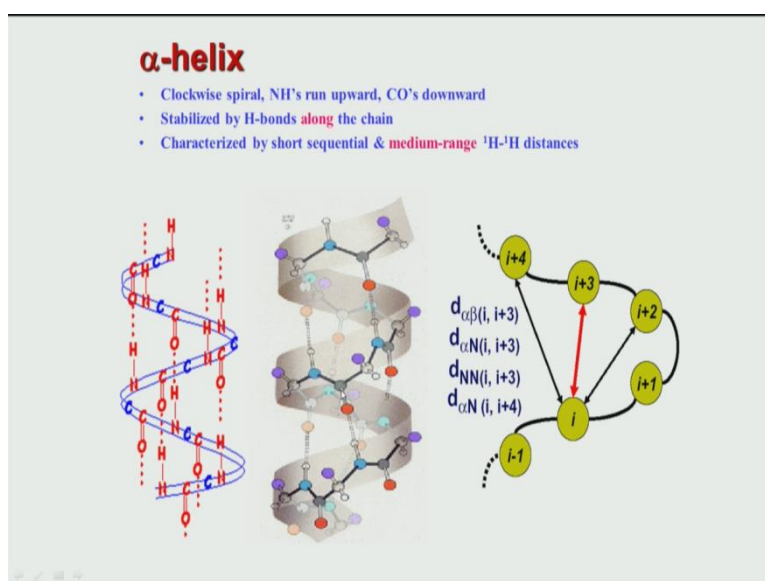 α-helix
• Clockwise spiral, NH's run upward, CO's downward
• Stabilized by H-bonds along the chain
• Characterized by short sequential & medium-range ¹H-¹H distances
dαβ(i, i+3)
dαN(i, i+3)
dNN(i, i+3)
dαN (i, i+4)
i+4
i+3
i+2
i+1
i
i-1